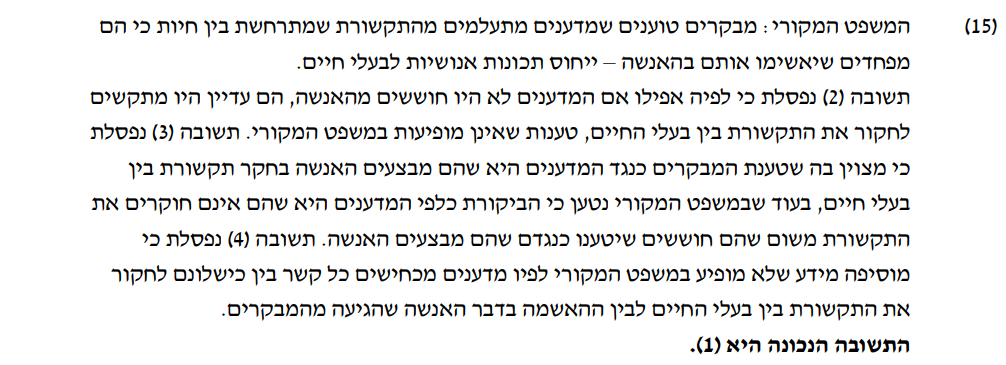 (15) המשפט המקורי: מבקרים טוענים שמדענים מתעלמים מהתקשורת שמתרחשת בין חיות כי הם
מפחדים שיאשימו אותם בהאנשה – ייחוס תכונות אנושיות לבעלי חיים.
תשובה (2) נפסלת כי לפיה אפילו אם המדענים לא היו חוששים מהאנשה, הם עדיין היו מתקשים
לחקור את התקשורת בין בעלי החיים, טענות שאינן מופיעות במשפט המקורי. תשובה (3) נפסלת
כי מצוין בה שטענת המבקרים כנגד המדענים היא שהם מבצעים האנשה בחקר תקשורת בין
בעלי חיים, בעוד שבמשפט המקורי נטען כי הביקורת כלפי המדענים היא שהם אינם חוקרים את
התקשורת משום שהם חוששים שיטענו כנגדם שהם מבצעים האנשה. תשובה (4) נפסלת כי
מוסיפה מידע שלא מופיע במשפט המקורי לפיו מדענים מכחישים כל קשר בין כישלונם לחקור
את התקשורת בין בעלי החיים לבין ההאשמה בדבר האנשה שהגיעה מהמבקרים.
התשובה הנכונה היא (1).